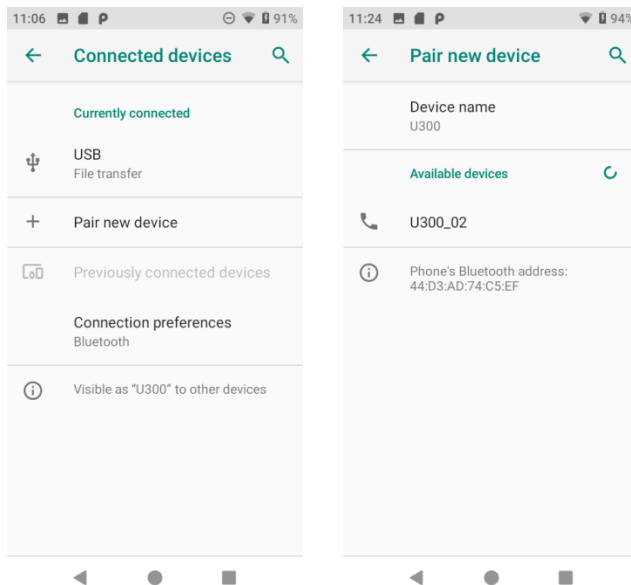 11:06
91%
Connected devices
Currently connected
USB
File transfer
Pair new device
Previously connected devices
Connection preferences
Bluetooth
Visible as “U300” to other devices
11:24
94%
Pair new device
Device name
U300
Available devices
U300_02
Phone's Bluetooth address:
44:D3:AD:74:C5:EF